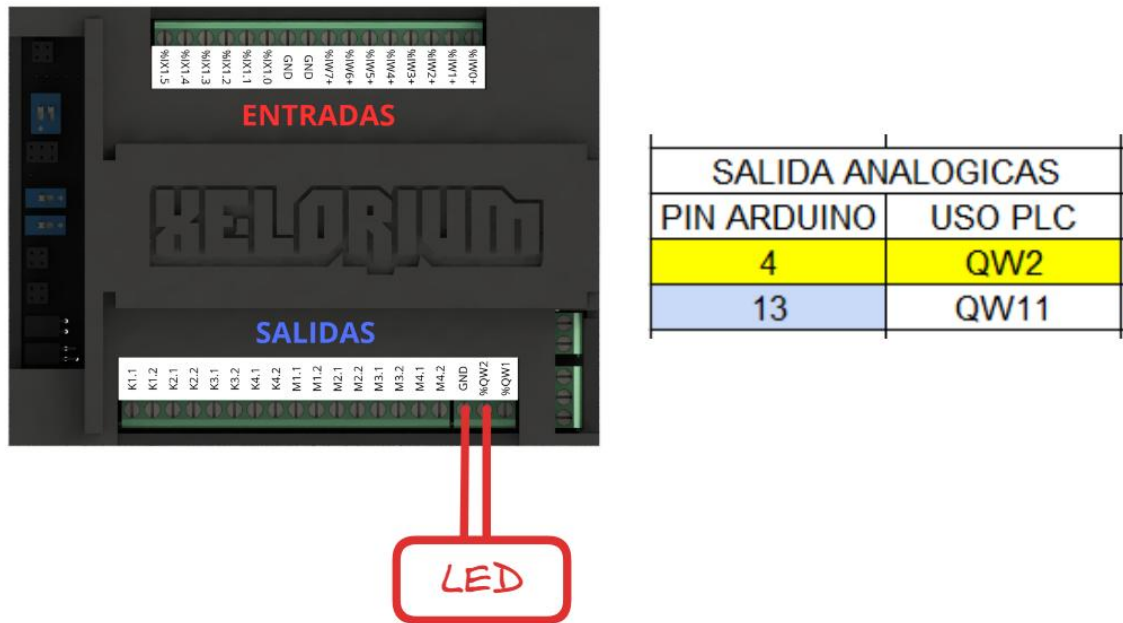 %IX1.5
%IX1.4
%IX1.3
%IX1.2
%IX1.1
%IX1.0
GND
GND
%IW7+
%IW6+
%IW5+
%IW4+
%IW3+
%IW2+
%IW1+
%IW0+
ENTRADAS
XELORIUM
SALIDAS
K1.1
K1.2
K2.1
K2.2
K3.1
K3.2
K4.1
K4.2
M1.1
M1.2
M2.1
M2.2
M3.1
M3.2
M4.1
M4.2
GND
%QW2
%QW1
LED
SALIDA ANALOGICAS
PIN ARDUINO USO PLC
4 QW2
13 QW11